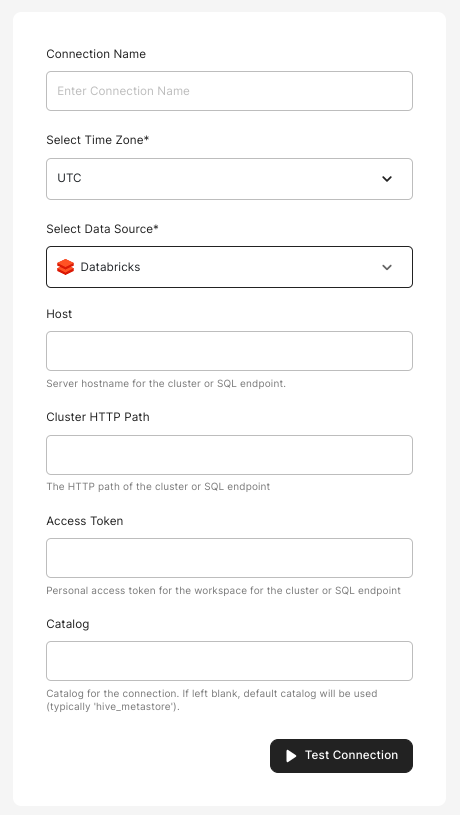 Connection Name
Enter Connection Name
Select Time Zone*
UTC
Select Data Source*
Databricks
Host
Server hostname for the cluster or SQL endpoint.
Cluster HTTP Path
The HTTP path of the cluster or SQL endpoint
Access Token
Personal access token for the workspace for the cluster or SQL endpoint
Catalog
Catalog for the connection. If left blank, default catalog will be used
(typically 'hive_metastore').
Test Connection